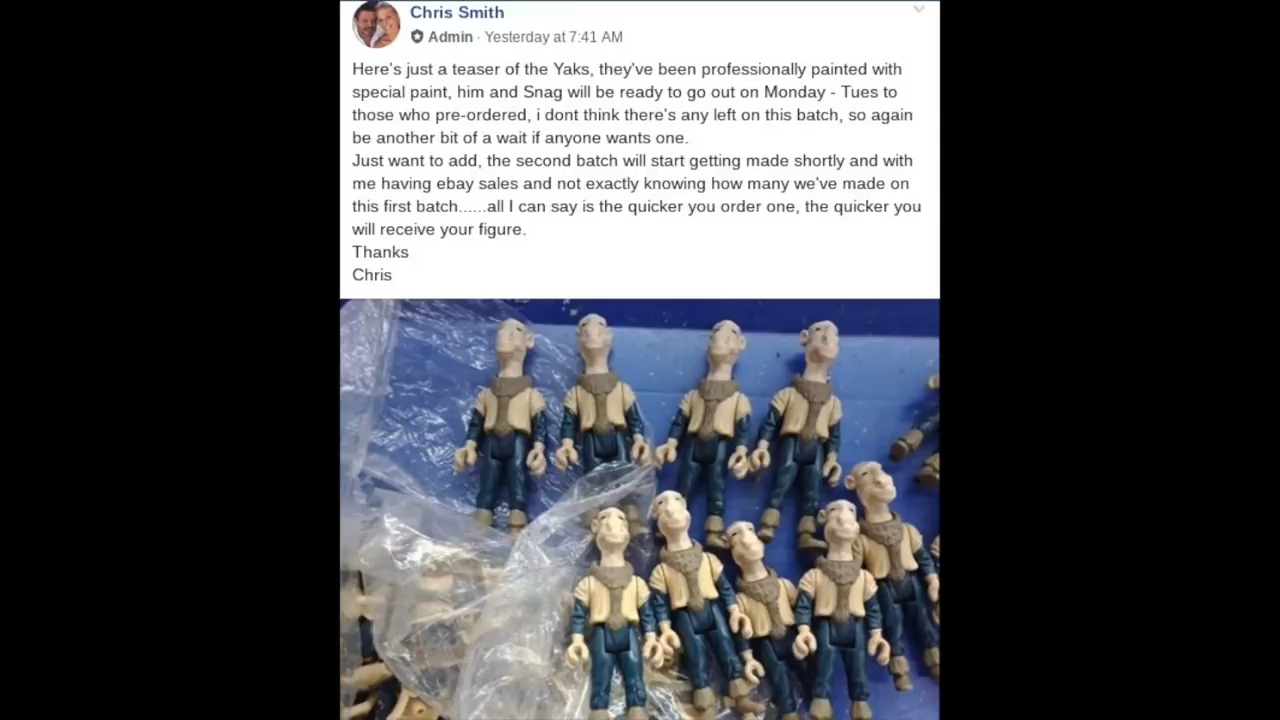 Chris Smith
Admin · Yesterday at 7:41 AM
Here's just a teaser of the Yaks, they've been professionally painted with
special paint, him and Snag will be ready to go out on Monday - Tues to
those who pre-ordered, i dont think there's any left on this batch, so again
be another bit of a wait if anyone wants one.
Just want to add, the second batch will start getting made shortly and with
me having ebay sales and not exactly knowing how many we've made on
this first batch......all I can say is the quicker you order one, the quicker you
will receive your figure.
Thanks
Chris